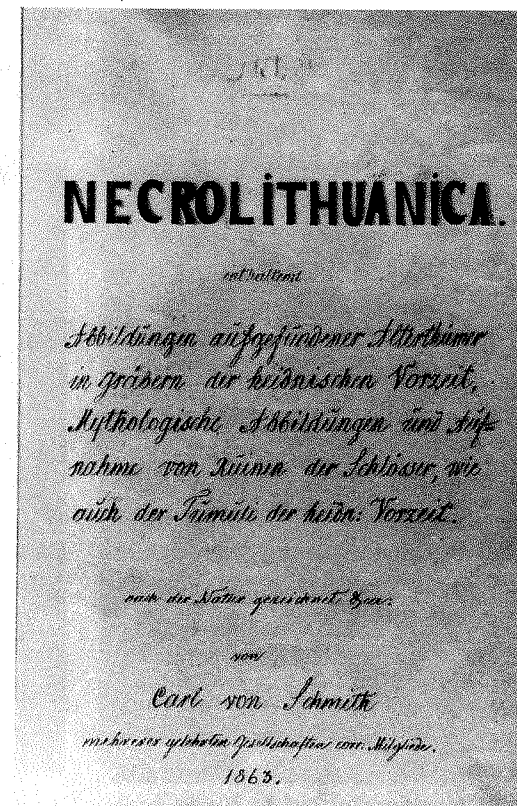 NECROLITHUANICA.
enthaltend
Abbildungen aufgefundener Alterthümer
in Gräbern der heidnischen Vorzeit,
Mythologische Abbildungen und Auf=
nahme von Ruinen der Schlösser, wie
auch der Tumuli der heidn: Vorzeit.
nach der Natur gezeichnet
von
Carl von Schmith
mehrerer gelehrten Gesellschaften corr. Mitgliede.
1863.